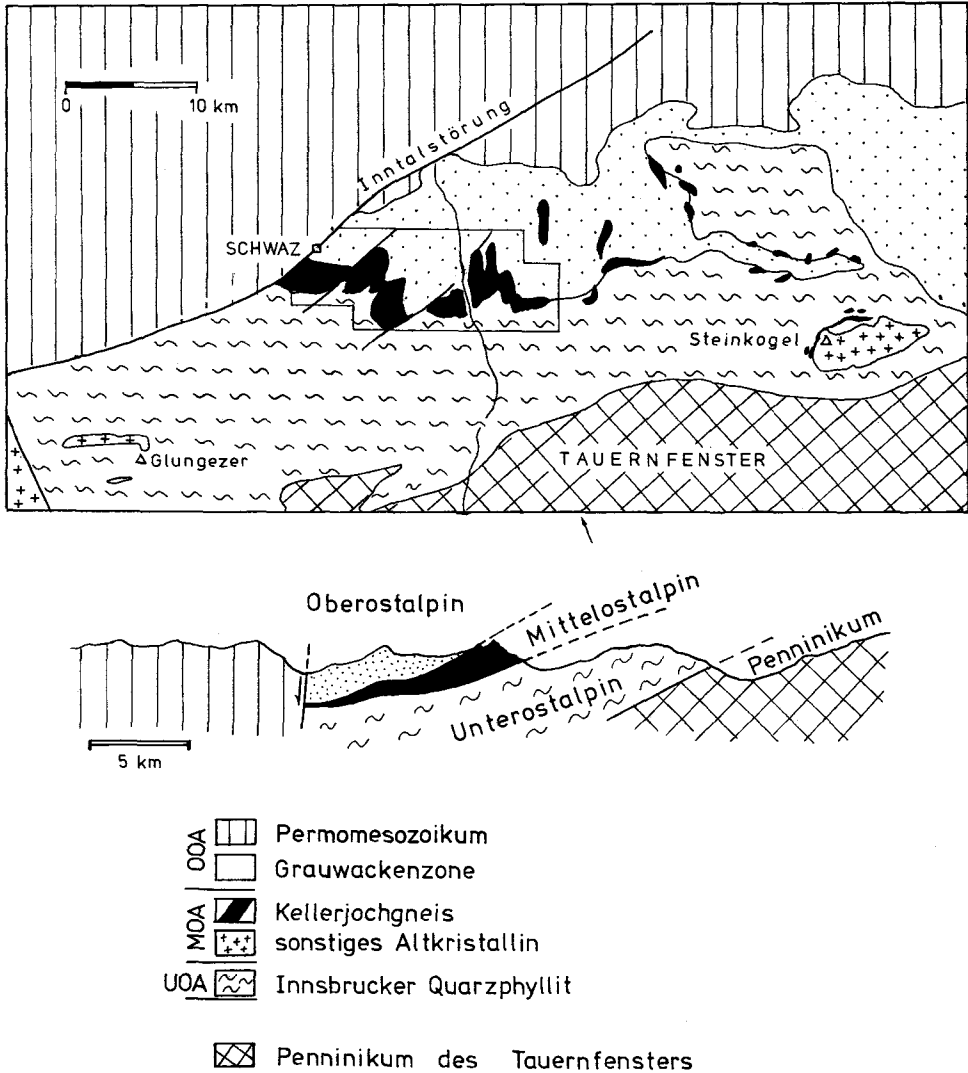 0 10 km
Inntalstörung
SCHWAZ
Steinkogel
TAUERNFENSTER
Glungezer
Oberostalpin
Mittelostalpin
Penninikum
Unterostalpin
5 km
OOA
Permomesozoikum
Grauwackenzone
MOA
Kellerjochgneis
sonstiges Altkristallin
UOA
Innsbrucker Quarzphyllit
Penninikum des Tauernfensters